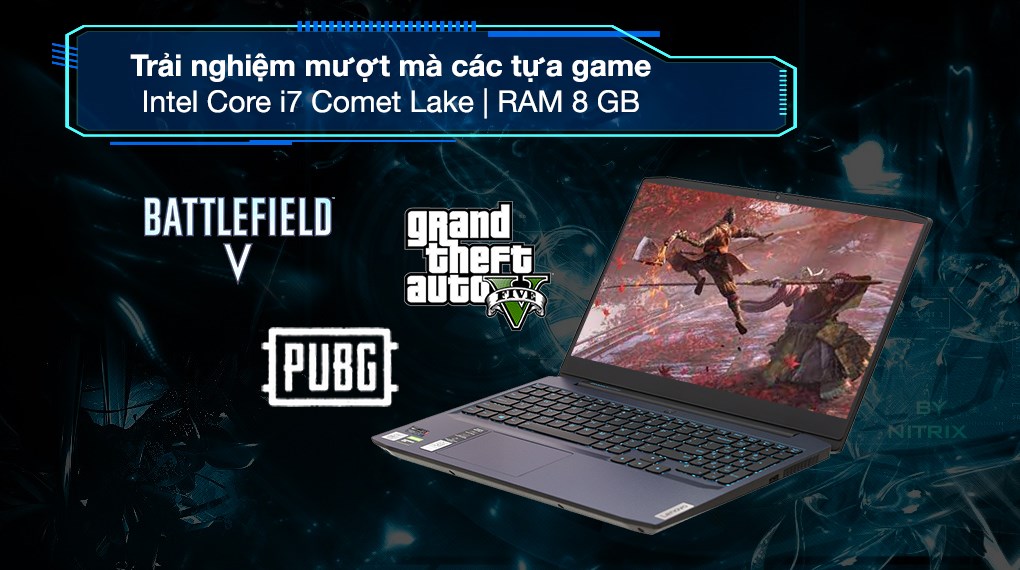 Trải nghiệm mượt mà các tựa game
Intel Core i7 Comet Lake | RAM 8 GB
BATTLEFIELD
V
grand
theft
auto
V
FIVE
PUBG
BY
NITRIX
Lenovo